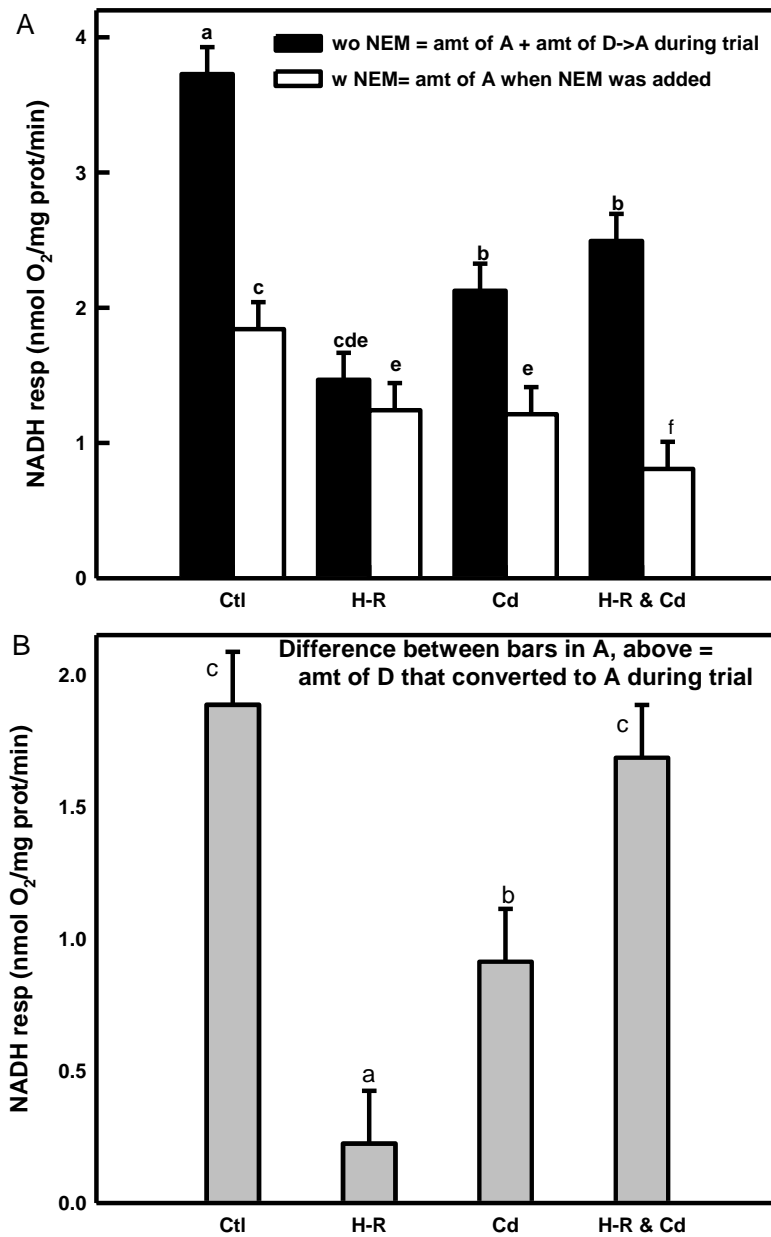 A
wo NEM = amt of A + amt of D->A during trial
w NEM= amt of A when NEM was added
NADH resp (nmol O2/mg prot/min)
4
3
2
1
0
a
c
cde
e
b
e
b
f
Ctl H-R Cd H-R & Cd
B
Difference between bars in A, above =
amt of D that converted to A during trial
NADH resp (nmol O2/mg prot/min)
2.0
1.5
1.0
0.5
0.0
c
a
b
c
Ctl H-R Cd H-R & Cd